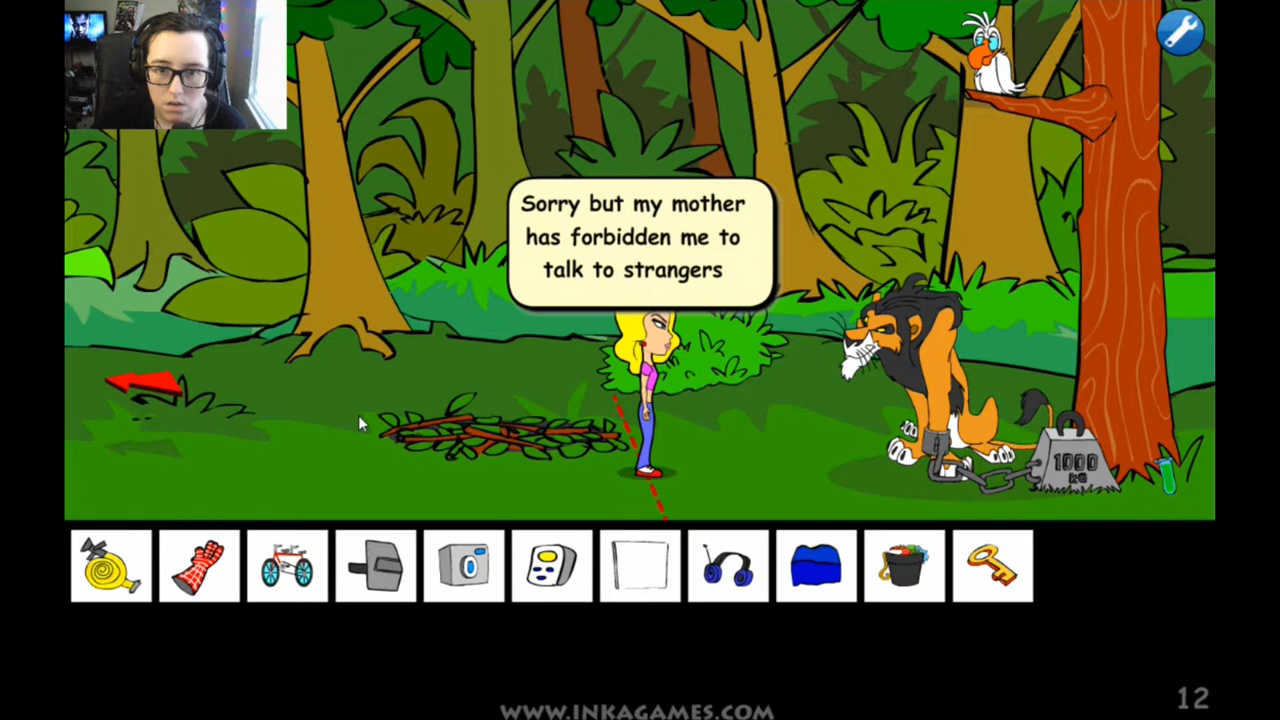 Sorry but my mother
has forbidden me to
talk to strangers
1000
kg
12
WWW.INKAGAMES.COM